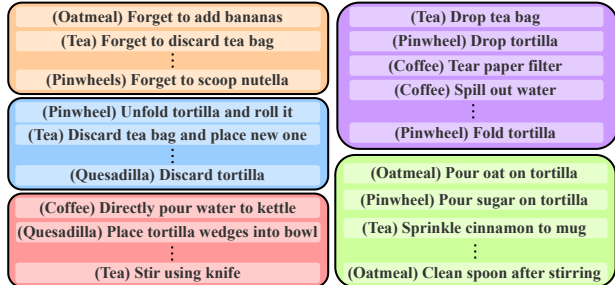 (Oatmeal) Forget to add bananas
(Tea) Forget to discard tea bag
(Pinwheels) Forget to scoop nutella
(Pinwheel) Unfold tortilla and roll it
(Tea) Discard tea bag and place new one
(Quesadilla) Discard tortilla
(Coffee) Directly pour water to kettle
(Quesadilla) Place tortilla wedges into bowl
(Tea) Stir using knife
(Tea) Drop tea bag
(Pinwheel) Drop tortilla
(Coffee) Tear paper filter
(Coffee) Spill out water
(Pinwheel) Fold tortilla
(Oatmeal) Pour oat on tortilla
(Pinwheel) Pour sugar on tortilla
(Tea) Sprinkle cinnamon to mug
(Oatmeal) Clean spoon after stirring